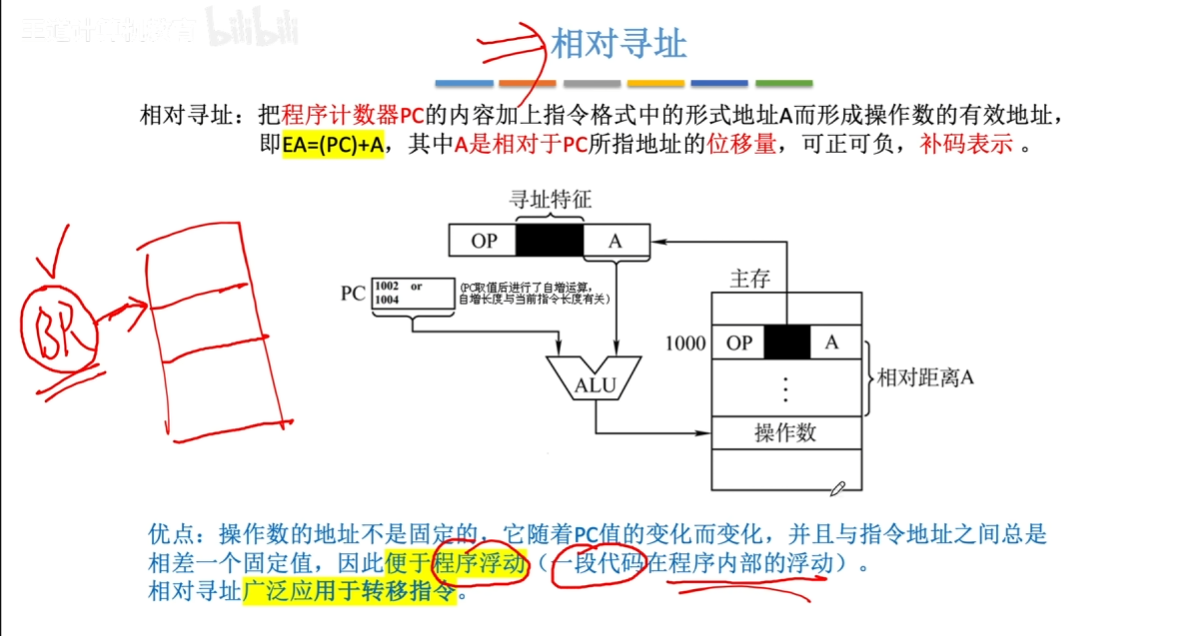 王道计算机教育 bilibili
相对寻址
相对寻址：把程序计数器PC的内容加上指令格式中的形式地址A而形成操作数的有效地址，
即EA=(PC)+A，其中A是相对于PC所指地址的位移量，可正可负，补码表示 。
寻址特征
OP A
主存
PC 1002 or
1004
(PC取值后进行了自增运算，
自增长度与当前指令长度有关)
BR
1000 OP A
ALU
相对距离A
操作数
优点：操作数的地址不是固定的，它随着PC值的变化而变化，并且与指令地址之间总是
相差一个固定值，因此便于程序浮动（一段代码在程序内部的浮动）。
相对寻址广泛应用于转移指令。